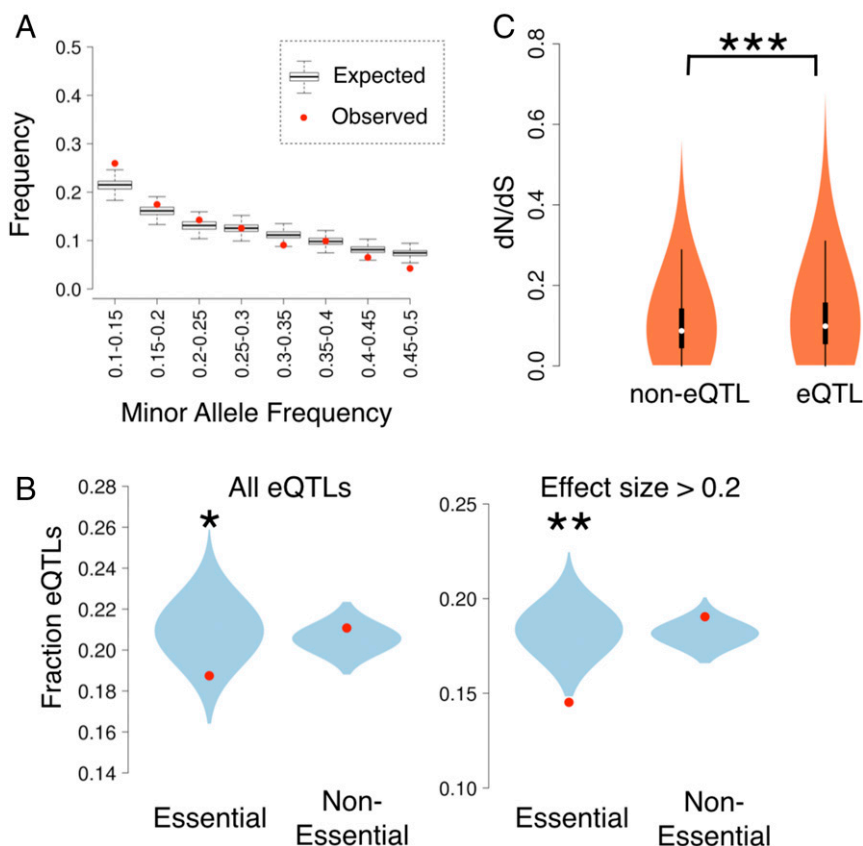 A
Frequency
0.5
0.4
0.3
0.2
0.1
0.0
Expected
Observed
0.1-0.15
0.15-0.2
0.2-0.25
0.25-0.3
0.3-0.35
0.35-0.4
0.4-0.45
0.45-0.5
Minor Allele Frequency
C
dN/dS
0.8
0.6
0.4
0.2
0.0
***
non-eQTL
eQTL
B
Fraction eQTLs
All eQTLs
0.28
0.26
0.24
0.22
0.20
0.18
0.16
0.14
*
Essential
Non-
Essential
Effect size > 0.2
0.25
0.20
0.15
0.10
**
Essential
Non-
Essential